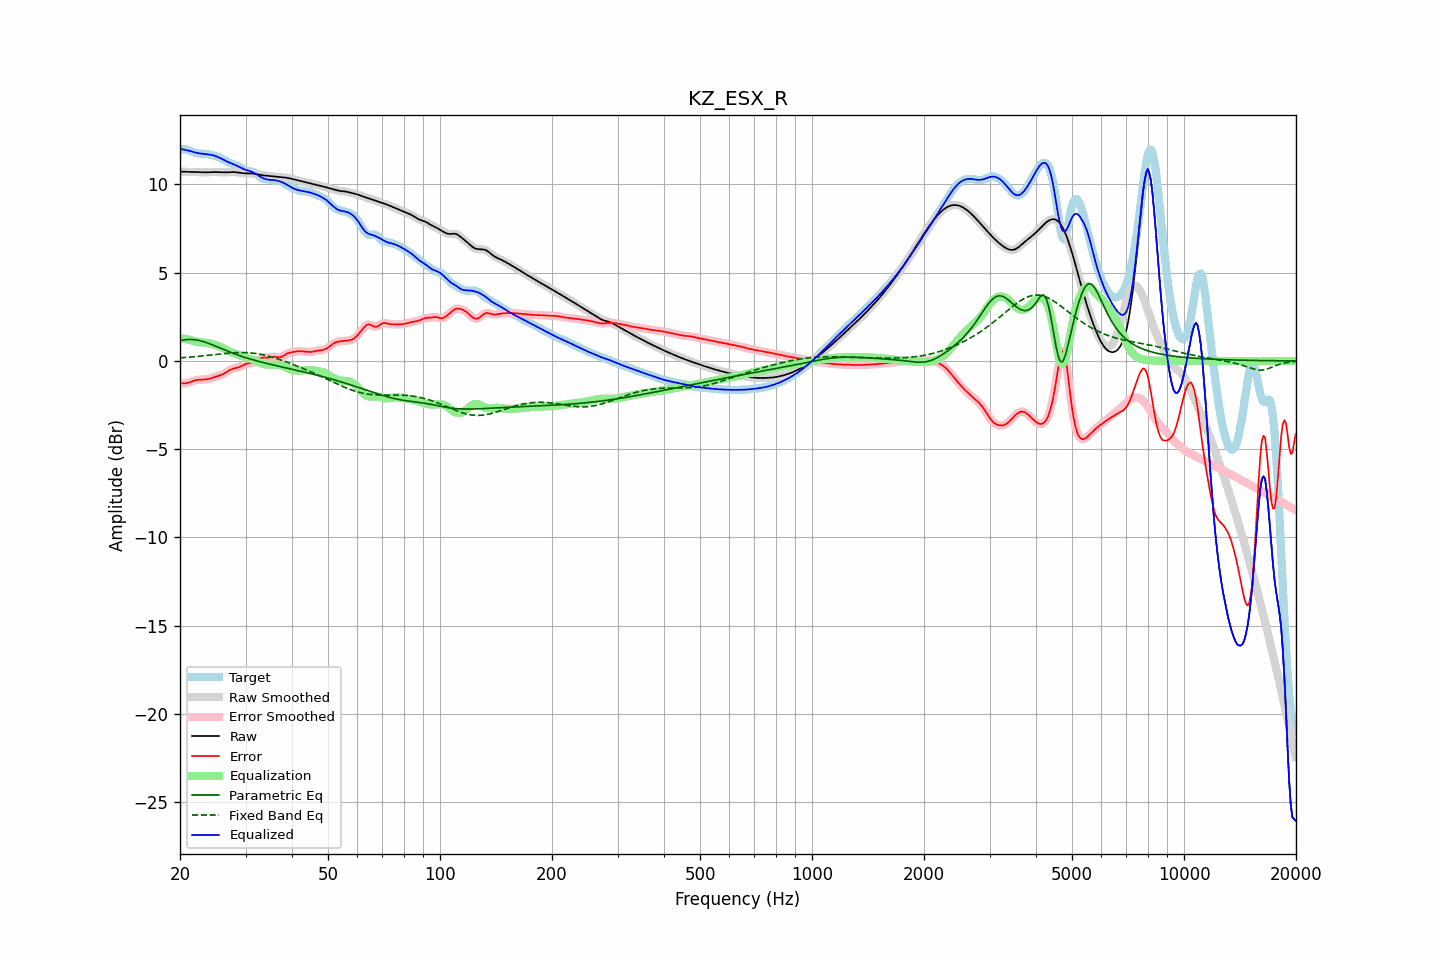 KZ_ESX_R
Amplitude (dBr)
10
5
0
−5
−10
−15
−20
−25
Target
Raw Smoothed
Error Smoothed
Raw
Error
Equalization
Parametric Eq
Fixed Band Eq
Equalized
20 50 100 200 500 1000 2000 5000 10000 20000
Frequency (Hz)